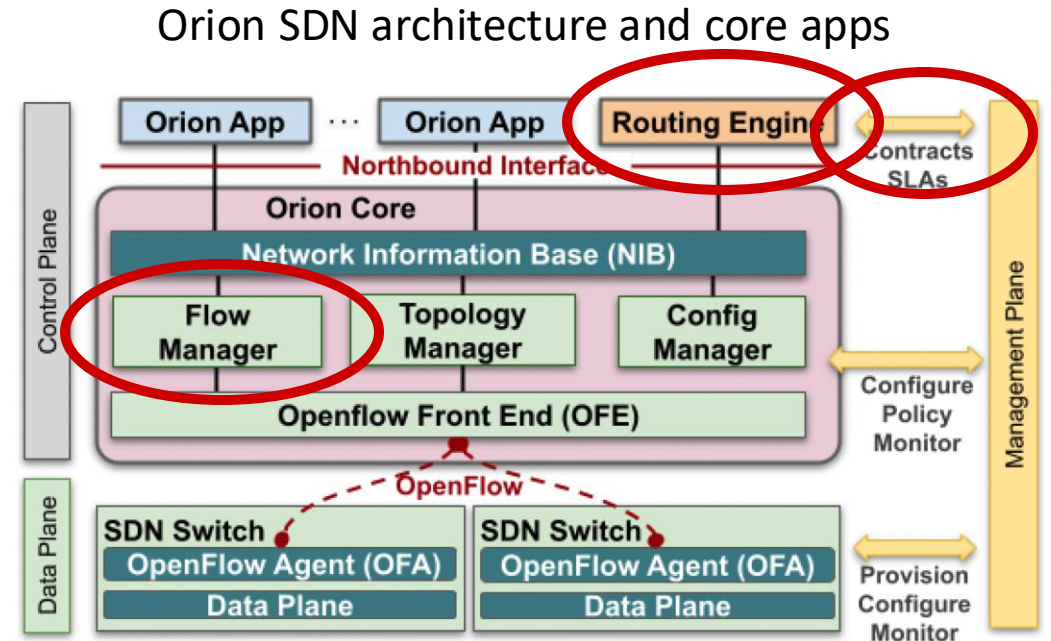 Orion SDN architecture and core apps
Orion App
...
Orion App
Routing Engine
Contracts
SLAs
Northbound Interface
Control Plane
Orion Core
Network Information Base (NIB)
Flow
Manager
Topology
Manager
Config
Manager
Openflow Front End (OFE)
Configure
Policy
Monitor
Management Plane
OpenFlow
Data Plane
SDN Switch
OpenFlow Agent (OFA)
Data Plane
SDN Switch
OpenFlow Agent (OFA)
Data Plane
Provision
Configure
Monitor